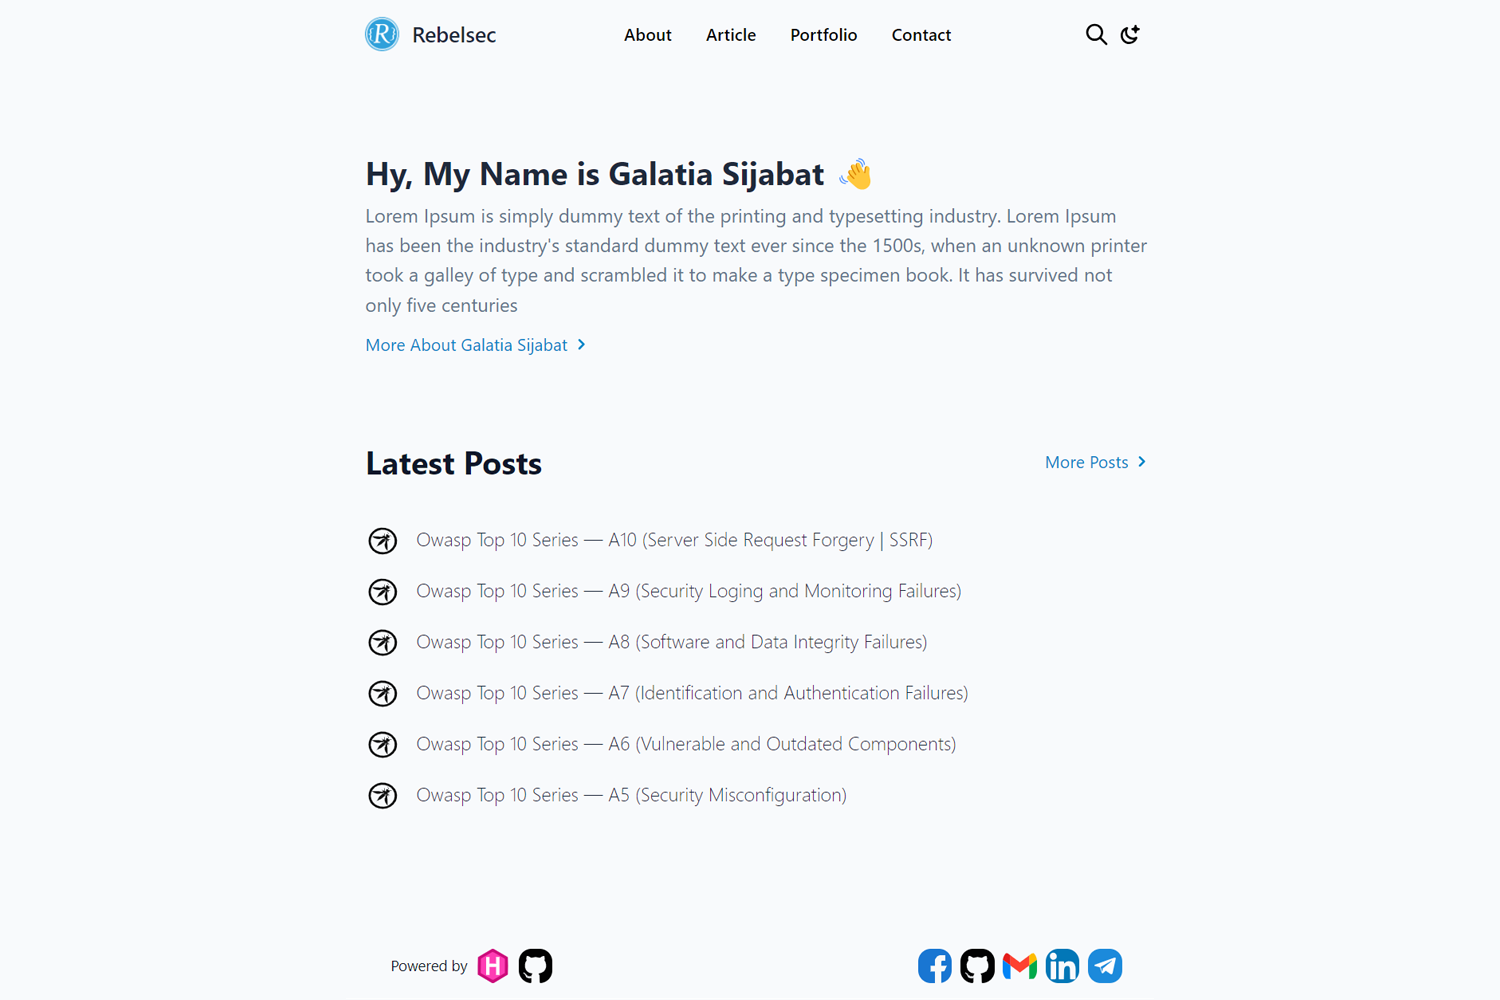 R Rebelsec
About Article Portfolio Contact
Hy, My Name is Galatia Sijabat 👋
Lorem Ipsum is simply dummy text of the printing and typesetting industry. Lorem Ipsum
has been the industry's standard dummy text ever since the 1500s, when an unknown printer
took a galley of type and scrambled it to make a type specimen book. It has survived not
only five centuries
More About Galatia Sijabat
Latest Posts
More Posts
Owasp Top 10 Series — A10 (Server Side Request Forgery | SSRF)
Owasp Top 10 Series — A9 (Security Loging and Monitoring Failures)
Owasp Top 10 Series — A8 (Software and Data Integrity Failures)
Owasp Top 10 Series — A7 (Identification and Authentication Failures)
Owasp Top 10 Series — A6 (Vulnerable and Outdated Components)
Owasp Top 10 Series — A5 (Security Misconfiguration)
Powered by H
f M in